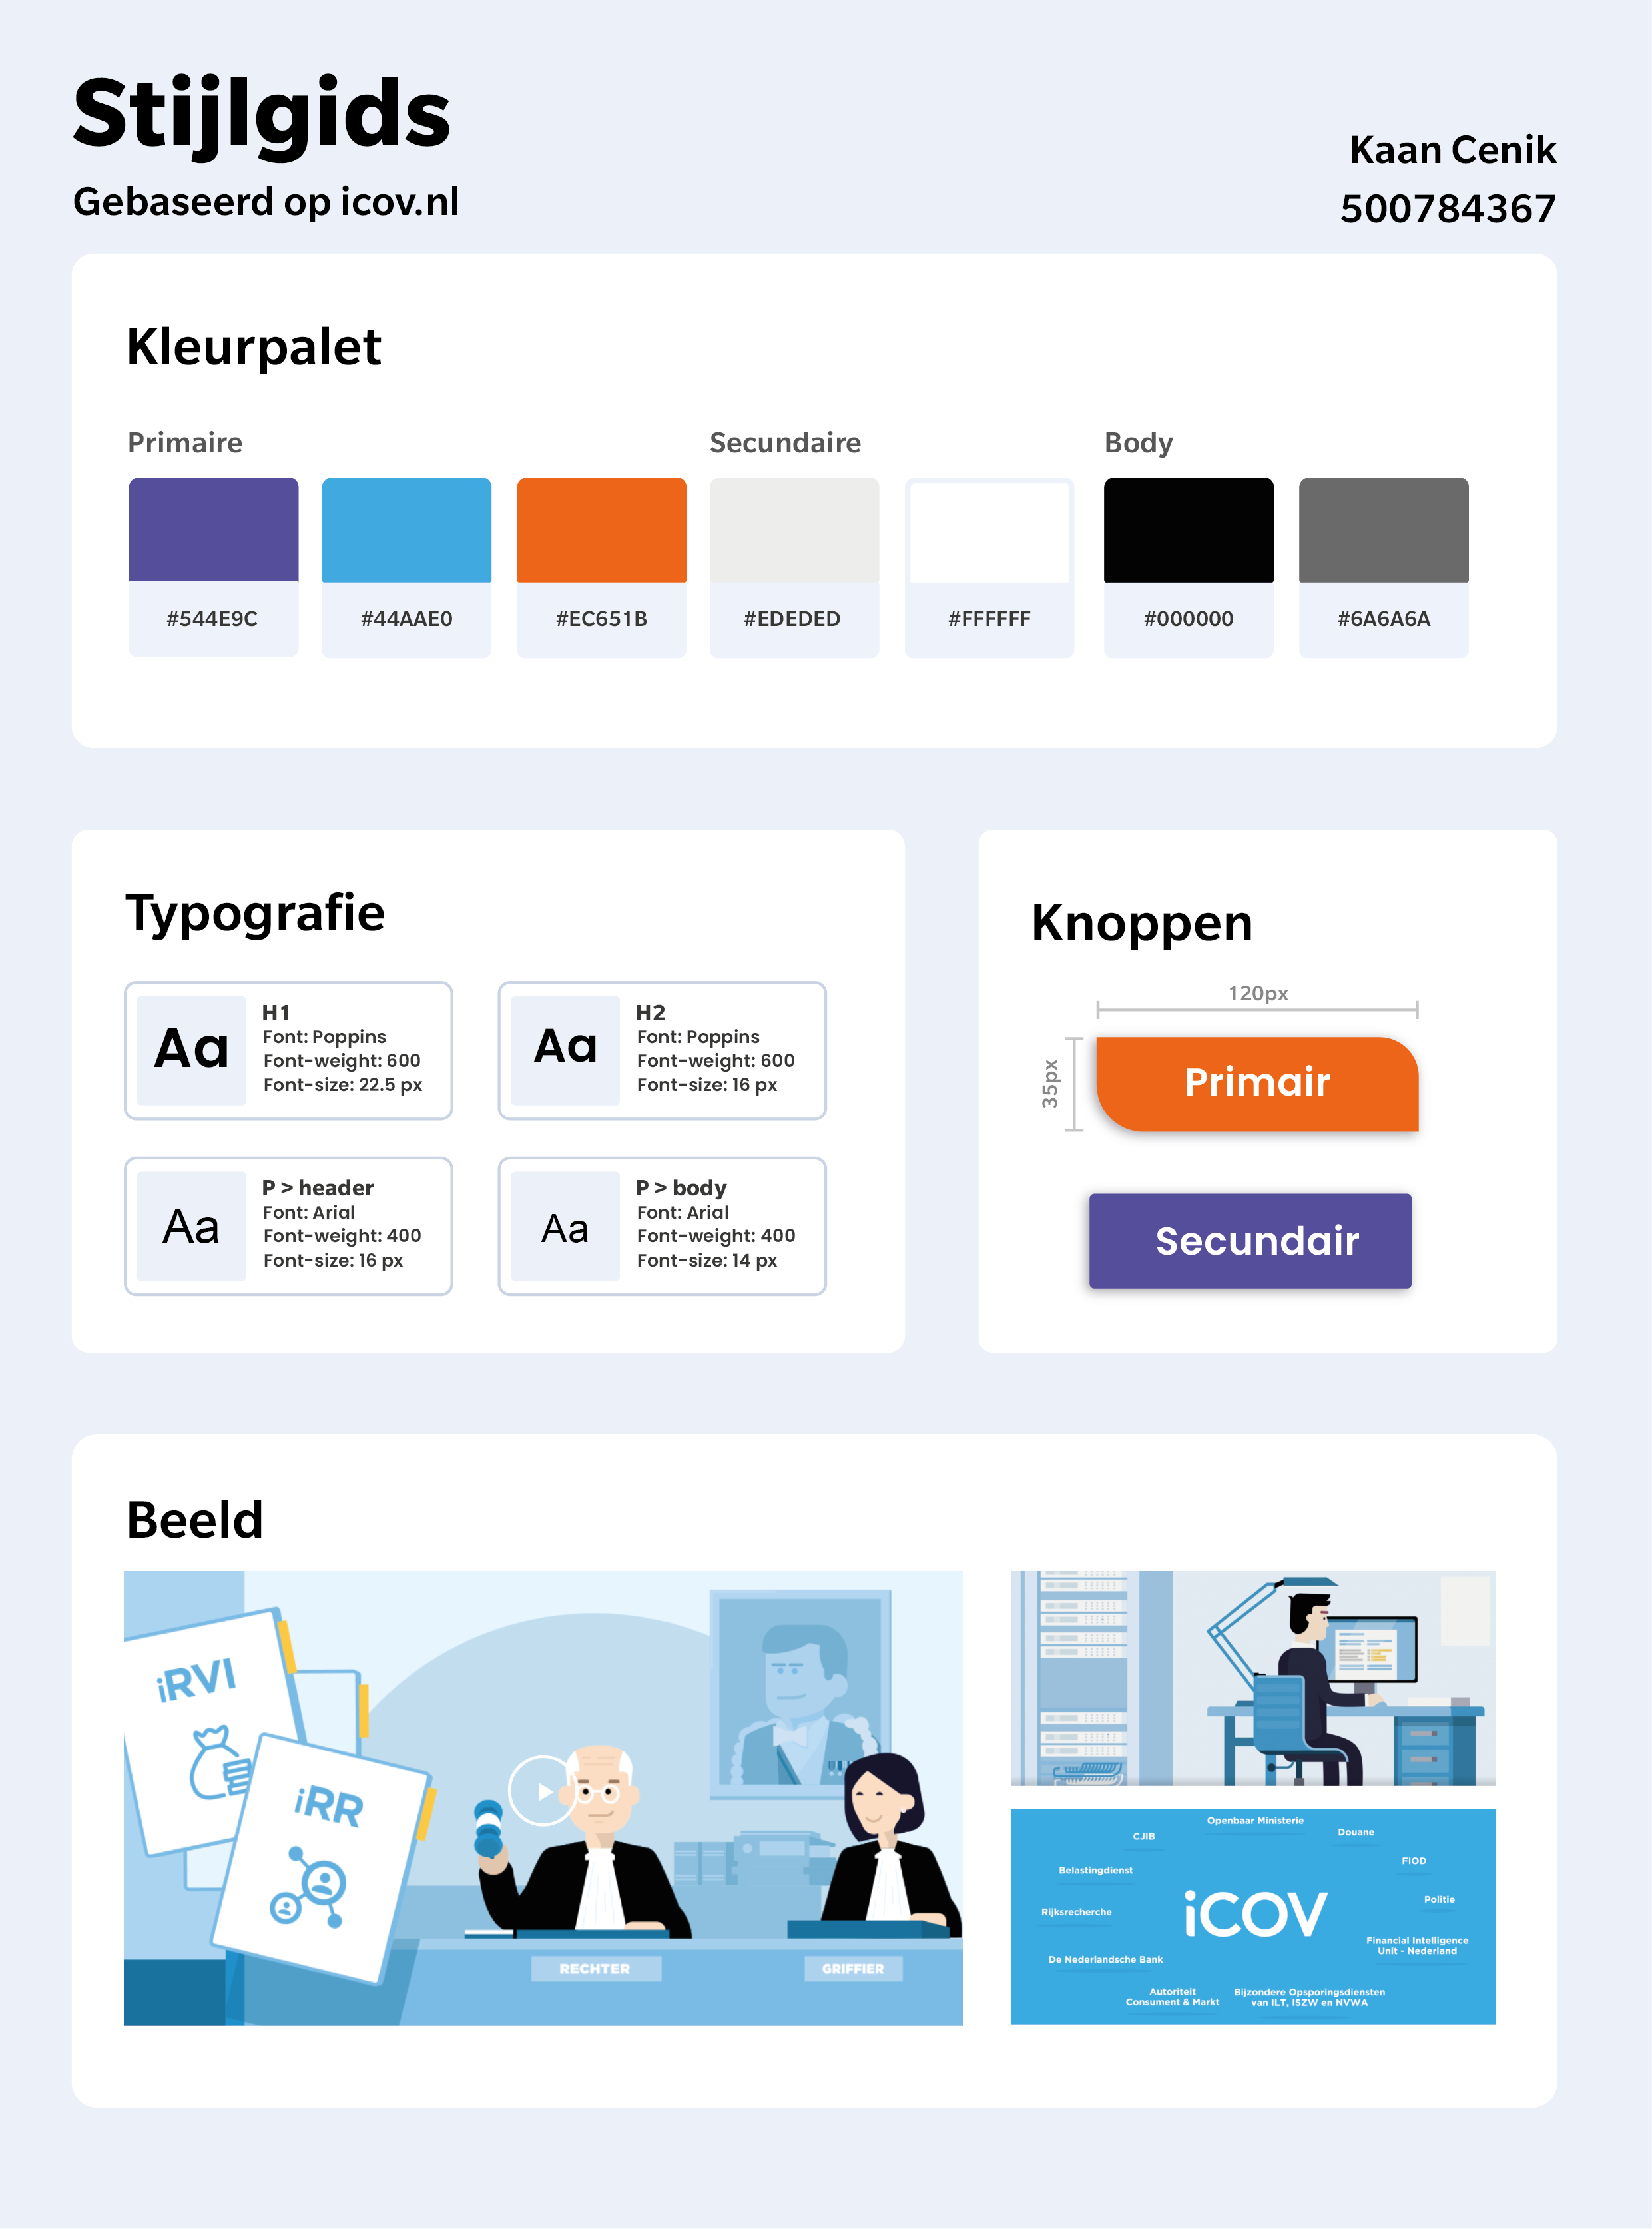 Stijlgids
Gebaseerd op icov.nl
Kaan Cenik
500784367
Kleurpalet
Primaire
Secundaire
Body
#544E9C
#44AAE0
#EC651B
#EDEDED
#FFFFFF
#000000
#6A6A6A
Typografie
Aa
H1
Font: Poppins
Font-weight: 600
Font-size: 22.5 px
Aa
H2
Font: Poppins
Font-weight: 600
Font-size: 16 px
Aa
P > header
Font: Arial
Font-weight: 400
Font-size: 16 px
Aa
P > body
Font: Arial
Font-weight: 400
Font-size: 14 px
Knoppen
120px
35px
Primair
Secundair
Beeld
iRVI
iRR
RECHTER
GRIFFIER
Openbaar Ministerie
CJIB
Douane
Belastingdienst
FIOD
Politie
Rijksrecherche
iCOV
Financial Intelligence
Unit - Nederland
De Nederlandsche Bank
Autoriteit
Consument & Markt
Bijzondere Opsporingsdiensten
van ILT, ISZW en NVWA